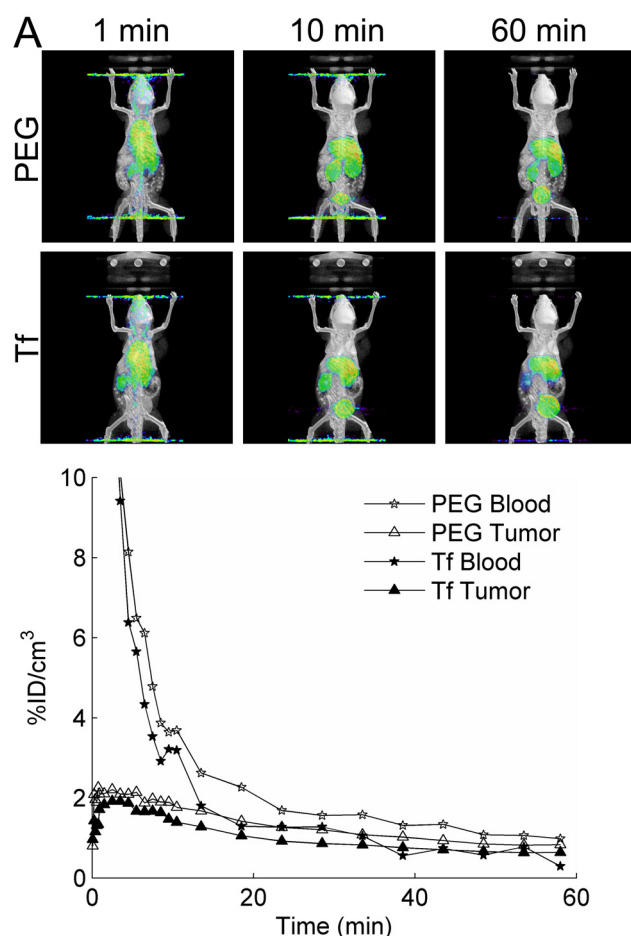 A
1 min 10 min 60 min
PEG
Tf
10
8
6
4
2
0
%ID/cm³
PEG Blood
PEG Tumor
Tf Blood
Tf Tumor
0 20 40 60
Time (min)